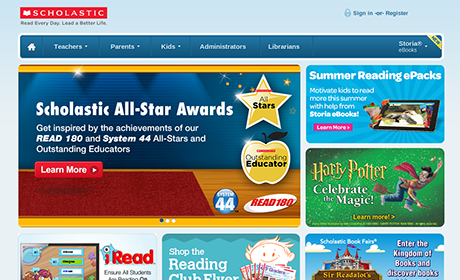 SCHOLASTIC
Read Every Day. Lead a Better Life.
Sign in -or- Register
Teachers
Parents
Kids
Administrators
Librarians
Storia®
eBooks
NEW
Scholastic All-Star Awards
Get inspired by the achievements of our
READ 180 and System 44 All-Stars and
Outstanding Educators
Learn More ▶
All
Stars
Outstanding
Educator
SYSTEM
44
READ180
Summer Reading ePacks
Motivate kids to read
more this summer
with help from
Storia eBooks!
Learn More ▶
Harry Potter
Celebrate
the Magic!
Learn more! ▶
iRead
Ensure All Students
Are Reading On
Shop the
Reading
Club Flyer
Scholastic Book Fairs®
Sir Readalot's
Enter the
Kingdom of
Books and
discover books